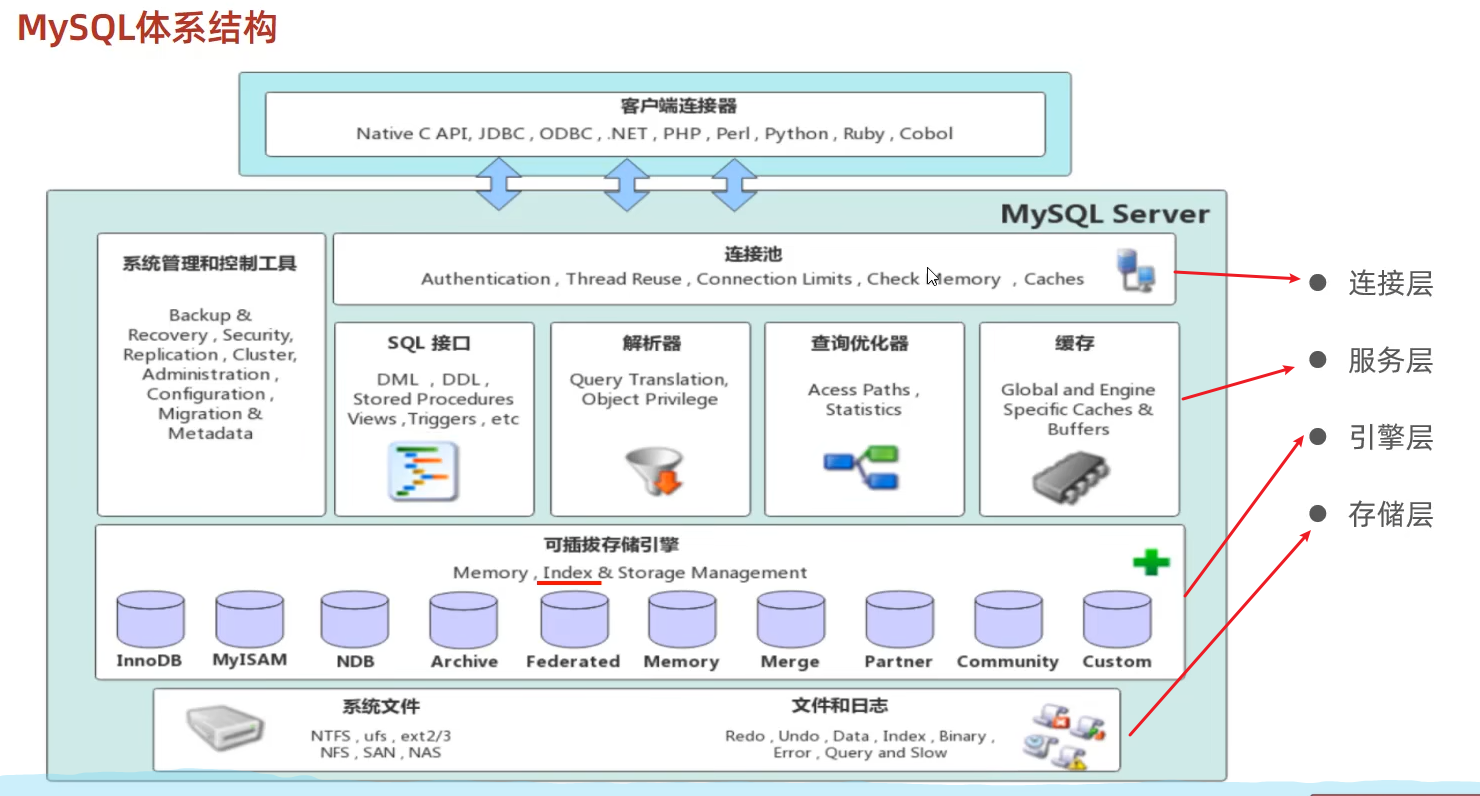 MySQL体系结构
客户端连接器
Native C API, JDBC , ODBC , .NET , PHP , Perl , Python , Ruby , Cobol
MySQL Server
系统管理和控制工具
Backup &
Recovery , Security,
Replication , Cluster,
Administration ,
Configuration ,
Migration &
Metadata
连接池
Authentication , Thread Reuse , Connection Limits , Check Memory , Caches
SQL 接口
DML , DDL ,
Stored Procedures
Views ,Triggers , etc
解析器
Query Translation,
Object Privilege
查询优化器
Acess Paths ,
Statistics
缓存
Global and Engine
Specific Caches &
Buffers
可插拔存储引擎
Memory , Index & Storage Management
InnoDB
MyISAM
NDB
Archive
Federated
Memory
Merge
Partner
Community
Custom
系统文件
NTFS , ufs , ext2/3
NFS , SAN , NAS
文件和日志
Redo , Undo , Data , Index , Binary ,
Error , Query and Slow
连接层
服务层
引擎层
存储层